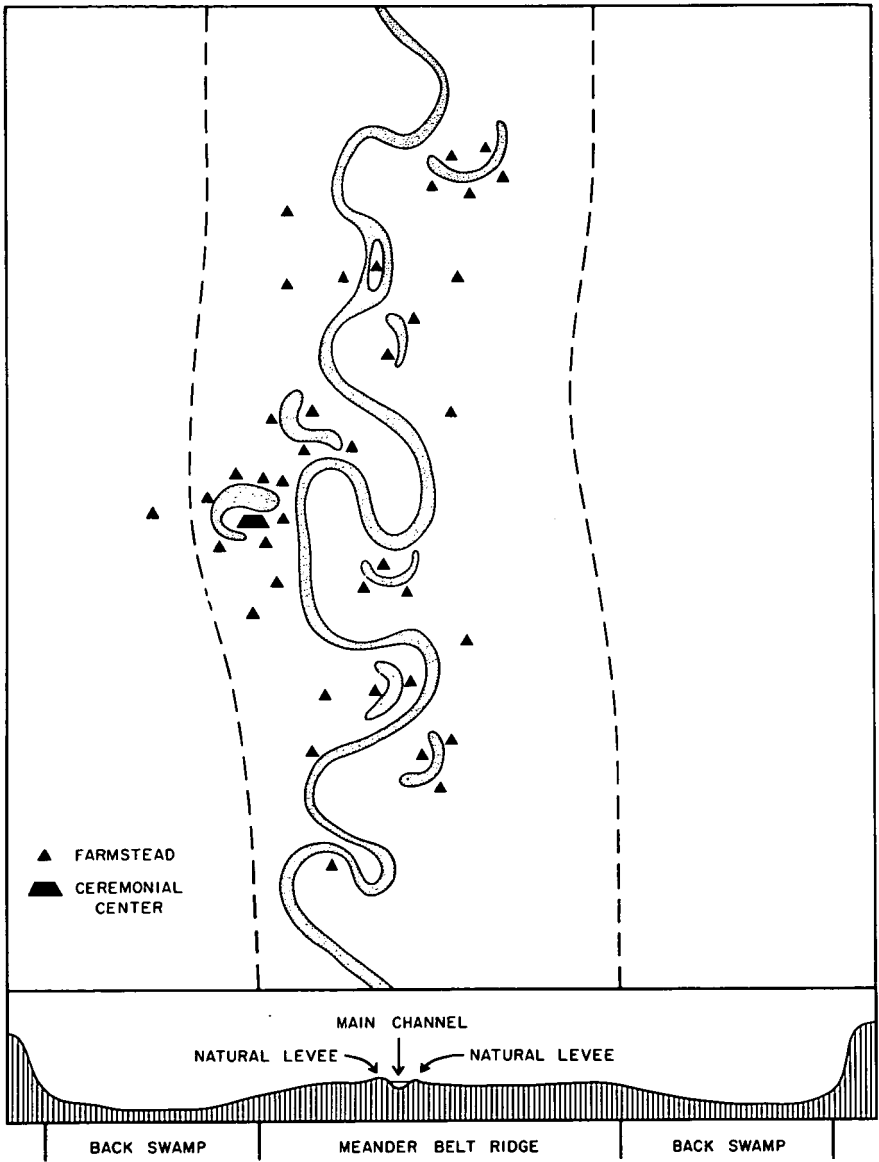 FARMSTEAD
CEREMONIAL
CENTER
MAIN CHANNEL
NATURAL LEVEE
NATURAL LEVEE
BACK SWAMP
MEANDER BELT RIDGE
BACK SWAMP